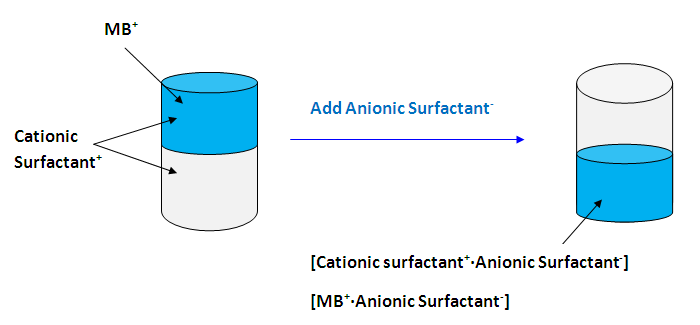 MB⁺
Add Anionic Surfactant⁻
Cationic
Surfactant⁺
[Cationic surfactant⁺·Anionic Surfactant⁻]
[MB⁺·Anionic Surfactant⁻]